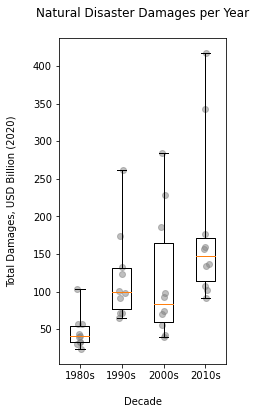 Natural Disaster Damages per Year
Total Damages, USD Billion (2020)
400
350
300
250
200
150
100
50
1980s 1990s 2000s 2010s
Decade